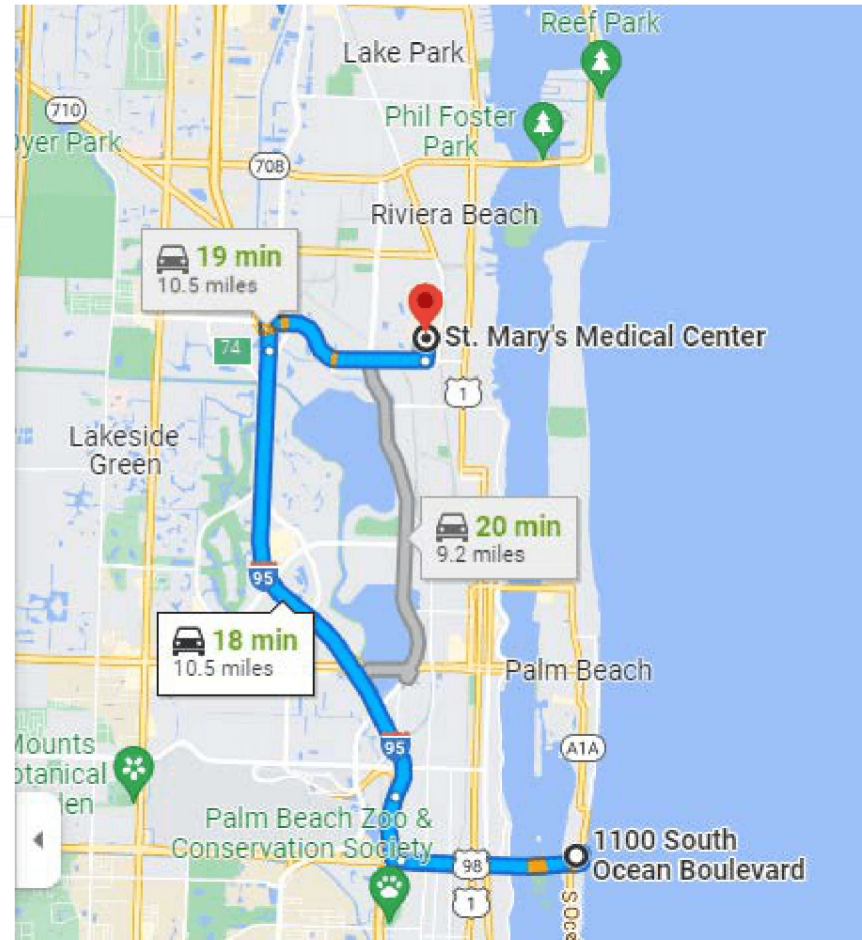 Reef Park
Lake Park
710
Phil Foster
Park
yer Park
708
Riviera Beach
19 min
10.5 miles
St. Mary's Medical Center
74
1
Lakeside
Green
20 min
9.2 miles
95
18 min
10.5 miles
Palm Beach
Mounts
otanical
den
95
A1A
Palm Beach Zoo &
Conservation Society
1100 South
Ocean Boulevard
98
1
S Oce